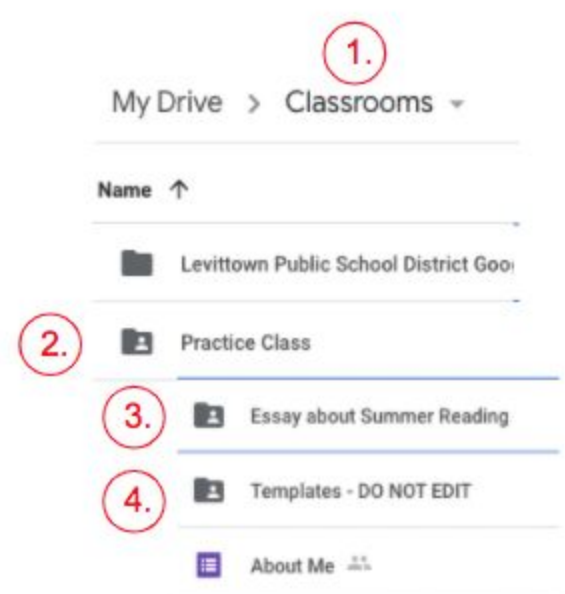 1.
My Drive > Classrooms
Name ↑
Levittown Public School District Goo
2. Practice Class
3. Essay about Summer Reading
4. Templates - DO NOT EDIT
About Me